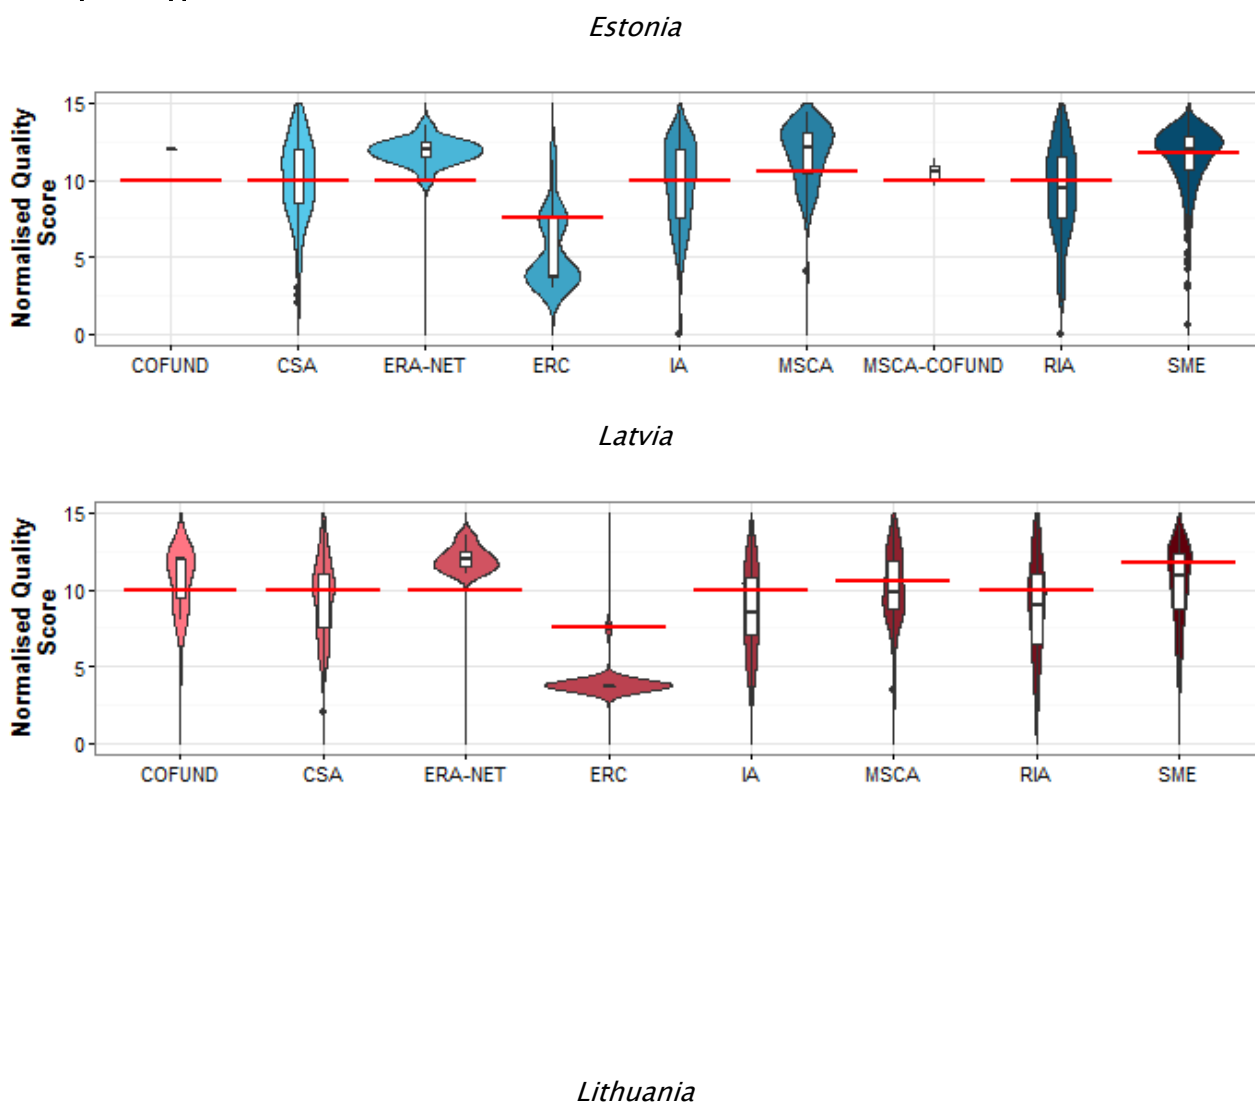 Estonia
Normalised Quality
Score
15
10
5
0
COFUND CSA ERA-NET ERC IA MSCA MSCA-COFUND RIA SME
Latvia
Normalised Quality
Score
15
10
5
0
COFUND CSA ERA-NET ERC IA MSCA RIA SME
Lithuania